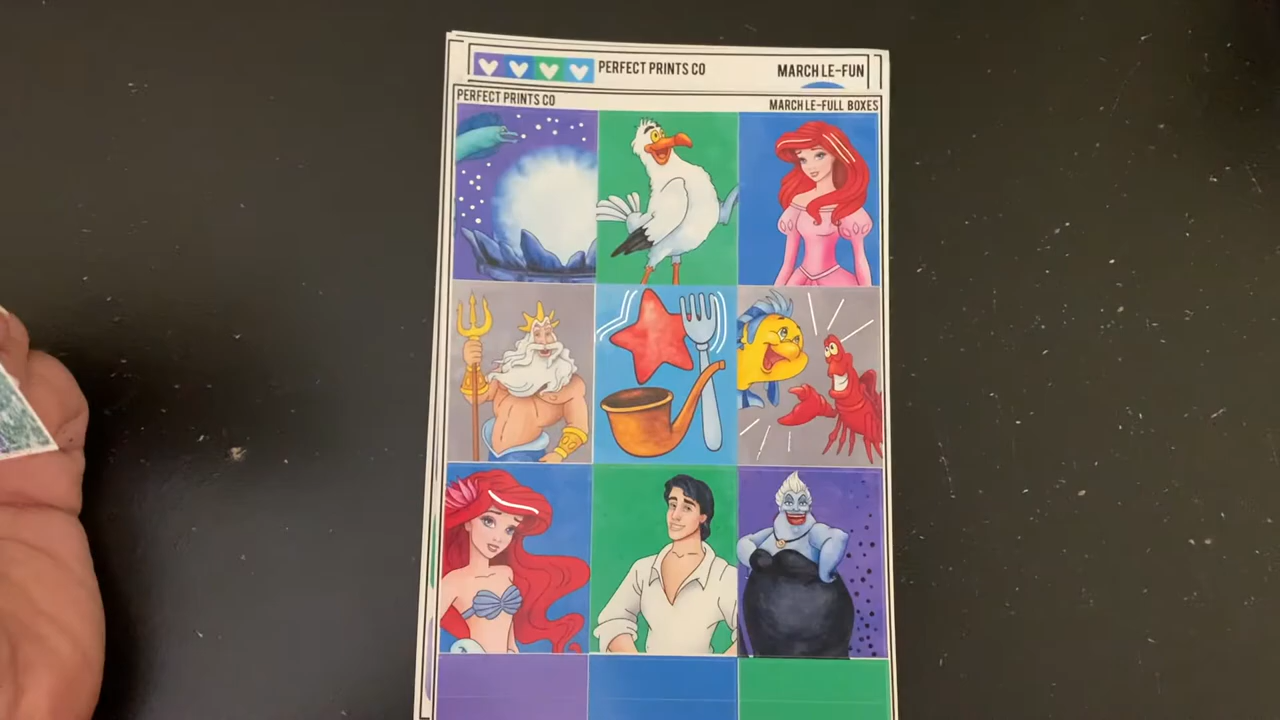 PERFECT PRINTS CO MARCH LE-FUN
PERFECT PRINTS CO MARCH LE-FULL BOXES